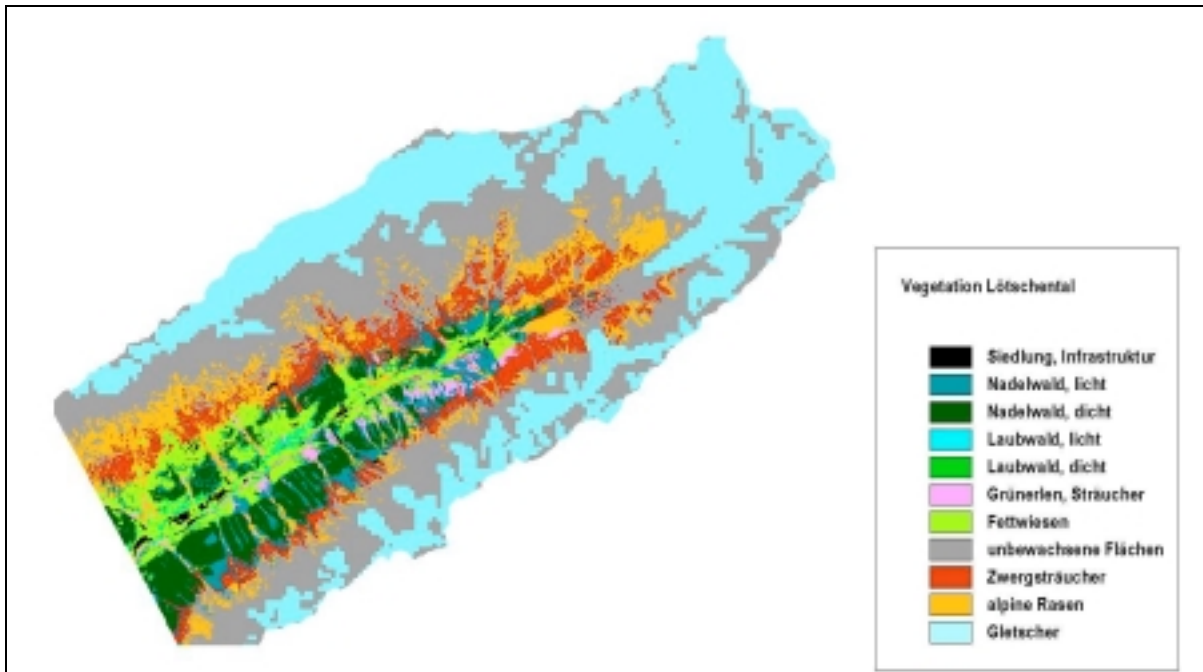 Vegetation Lötschental
Siedlung, Infrastruktur
Nadelwald, licht
Nadelwald, dicht
Laubwald, licht
Laubwald, dicht
Grünerlen, Sträucher
Fettwiesen
unbewachsene Flächen
Zwergsträucher
alpine Rasen
Gletscher